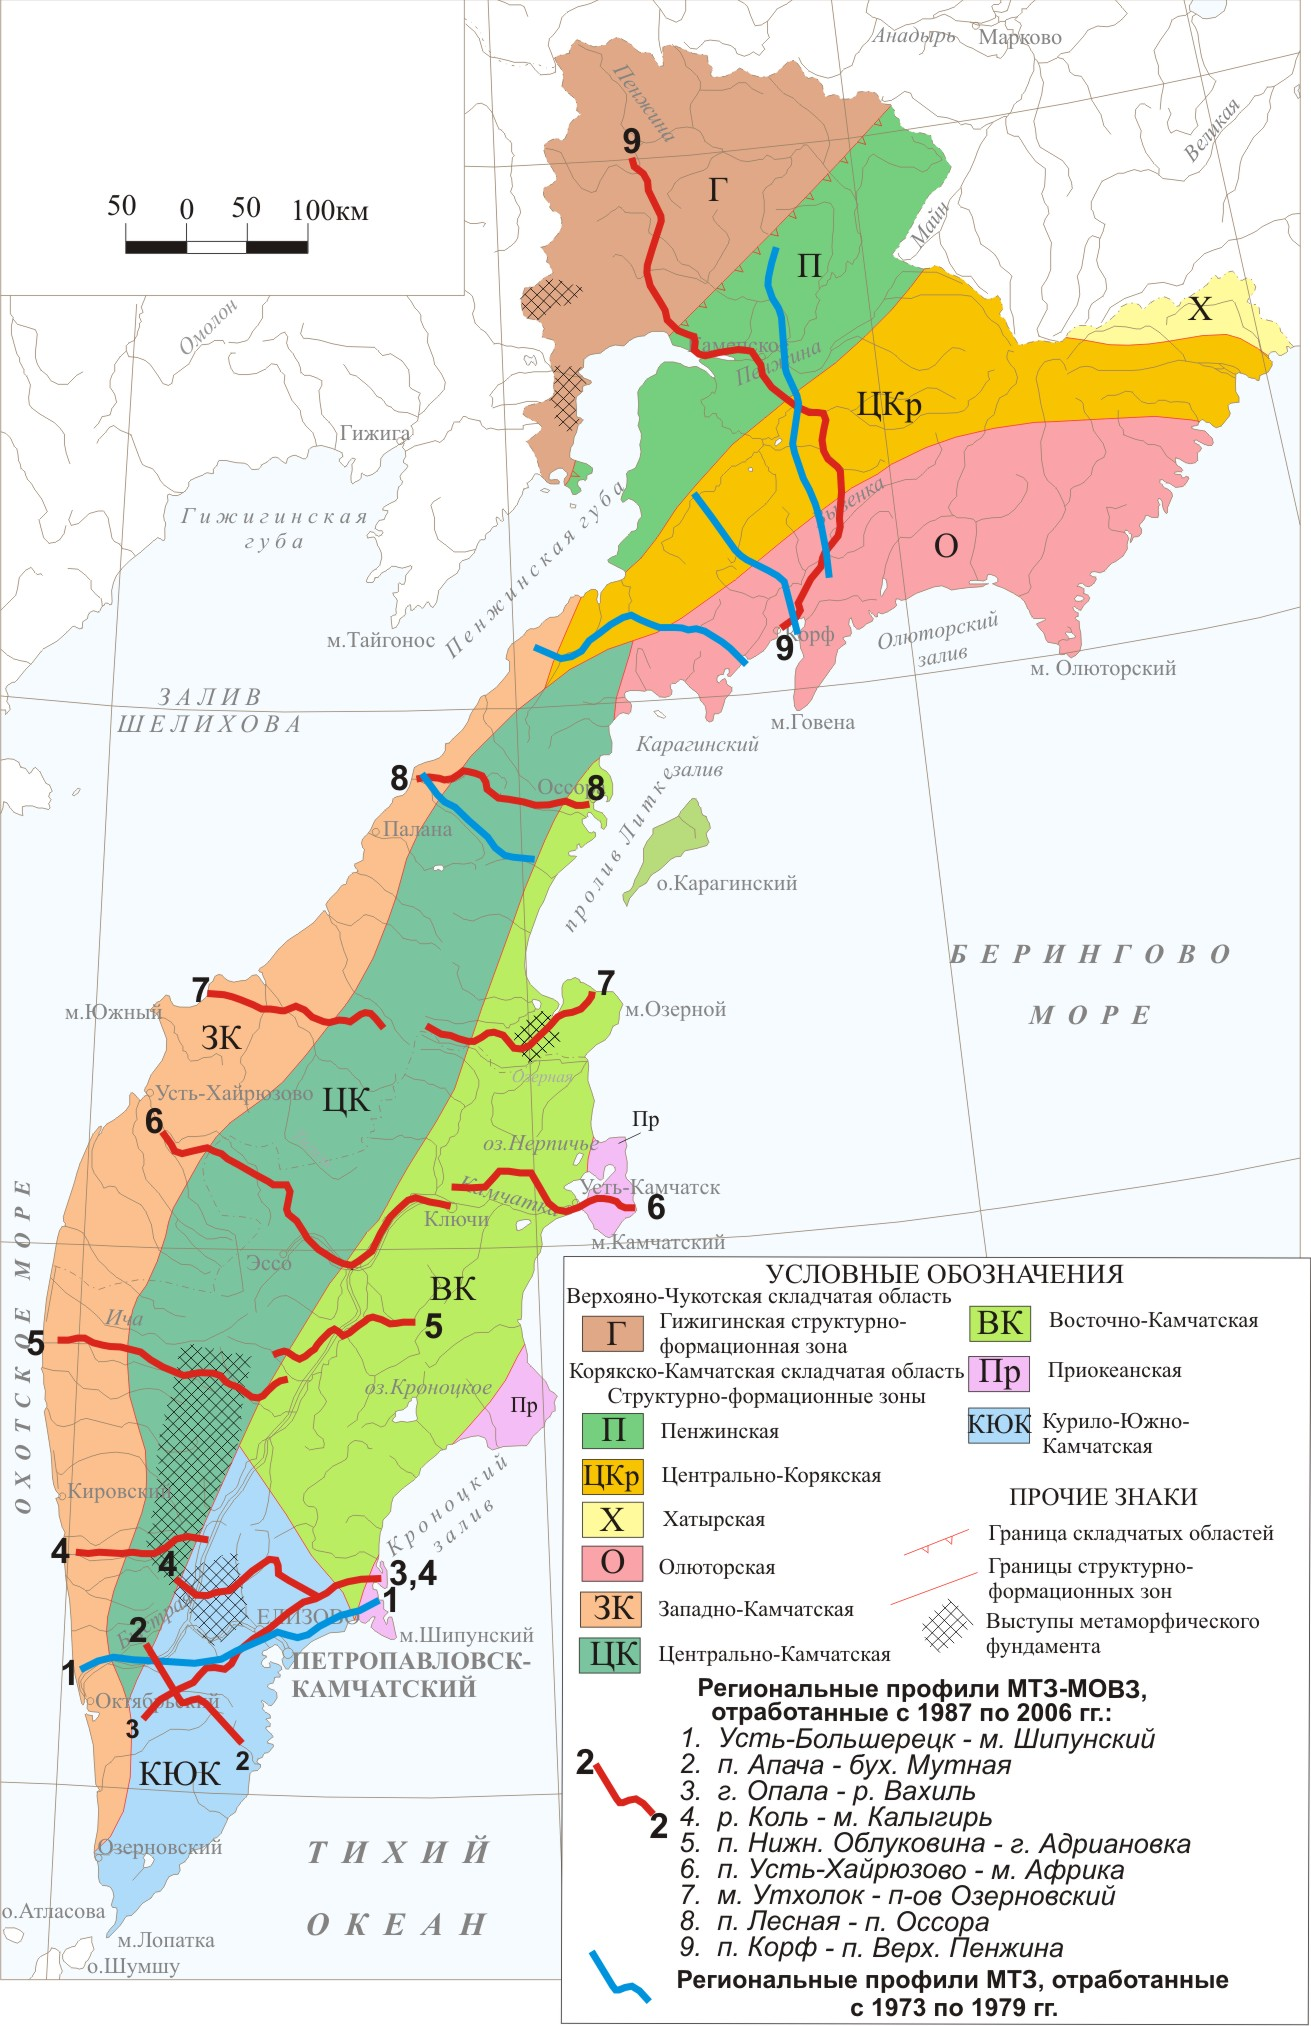 Анадырь
Марково
Пенжина
Великая
9
Г
50 0 50 100км
Майн
П
Х
Омолон
Пенжина
ЦКр
Гижига
Гижигинская
губа
О
Пенжинская губа
м.Тайгонос
Корф
9
Олюторский
залив
м. Олюторский
ЗАЛИВ
ШЕЛИХОВА
м.Говена
Карагинский
залив
8
Оссора
8
пролив Литке
Палана
о.Карагинский
БЕРИНГОВО
МОРЕ
7
7
м.Южный
м.Озерной
ЗК
Озерная
Усть-Хайрюзово
ЦК
6
Пр
оз.Нерпичье
Камчатка
Усть-Камчатск
6
Ключи
м.Камчатский
ОХОТСКОЕ МОРЕ
Эссо
ВК
Ича
5
5
оз.Кроноцкое
Пр
Кировский
Кроноцкий
залив
4
4
3,4
1
2
ЕЛИЗОВО
м.Шипунский
1
ПЕТРОПАВЛОВСК-
КАМЧАТСКИЙ
Октябрьский
3
2
КЮК
Озерновский
ТИХИЙ
ОКЕАН
о.Атласова
м.Лопатка
о.Шумшу
УСЛОВНЫЕ ОБОЗНАЧЕНИЯ
Верхояно-Чукотская складчатая область
Г Гижигинская структурно-
формационная зона
Корякско-Камчатская складчатая область
Структурно-формационные зоны
П Пенжинская
ЦКр Центрально-Корякская
Х Хатырская
О Олюторская
ЗК Западно-Камчатская
ЦК Центрально-Камчатская
ВК Восточно-Камчатская
Пр Приокеанская
КЮК Курило-Южно-
Камчатская
ПРОЧИЕ ЗНАКИ
Граница складчатых областей
Границы структурно-
формационных зон
Выступы метаморфического
фундамента
Региональные профили МТЗ-МОВЗ,
отработанные с 1987 по 2006 гг.:
2
2
1. Усть-Большерецк - м. Шипунский
2. п. Апача - бух. Мутная
3. г. Опала - р. Вахиль
4. р. Коль - м. Калыгирь
5. п. Нижн. Облуковина - г. Адриановка
6. п. Усть-Хайрюзово - м. Африка
7. м. Утхолок - п-ов Озерновский
8. п. Лесная - п. Оссора
9. п. Корф - п. Верх. Пенжина
Региональные профили МТЗ, отработанные
с 1973 по 1979 гг.